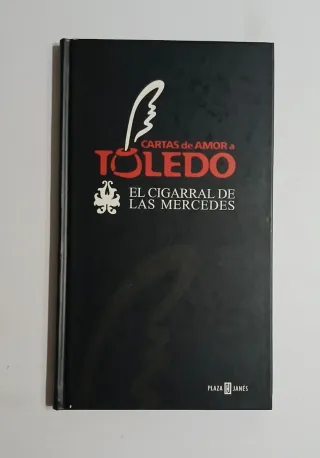 CARTAS de AMOR a
TOLEDO
EL CIGARRAL DE
LAS MERCEDES
PLAZA JANÉS